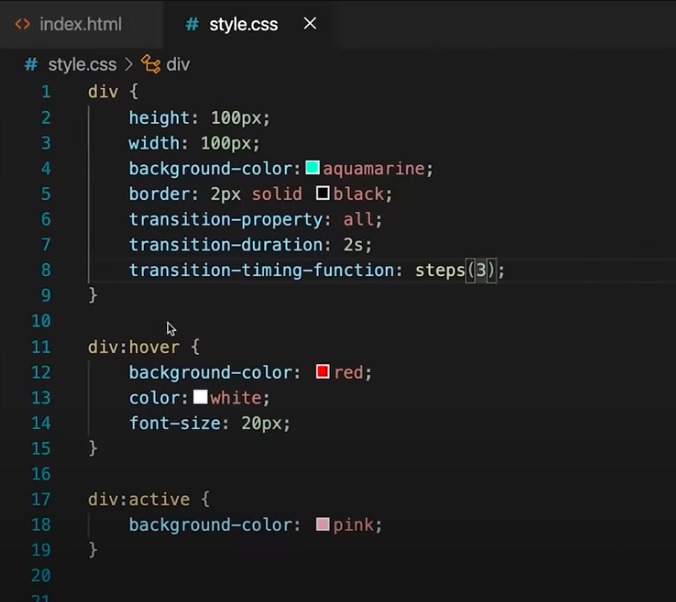 index.html
style.css
style.css > div
1 div {
2 height: 100px;
3 width: 100px;
4 background-color: aquamarine;
5 border: 2px solid black;
6 transition-property: all;
7 transition-duration: 2s;
8 transition-timing-function: steps(3);
9 }
10
11 div:hover {
12 background-color: red;
13 color: white;
14 font-size: 20px;
15 }
16
17 div:active {
18 background-color: pink;
19 }
20
21